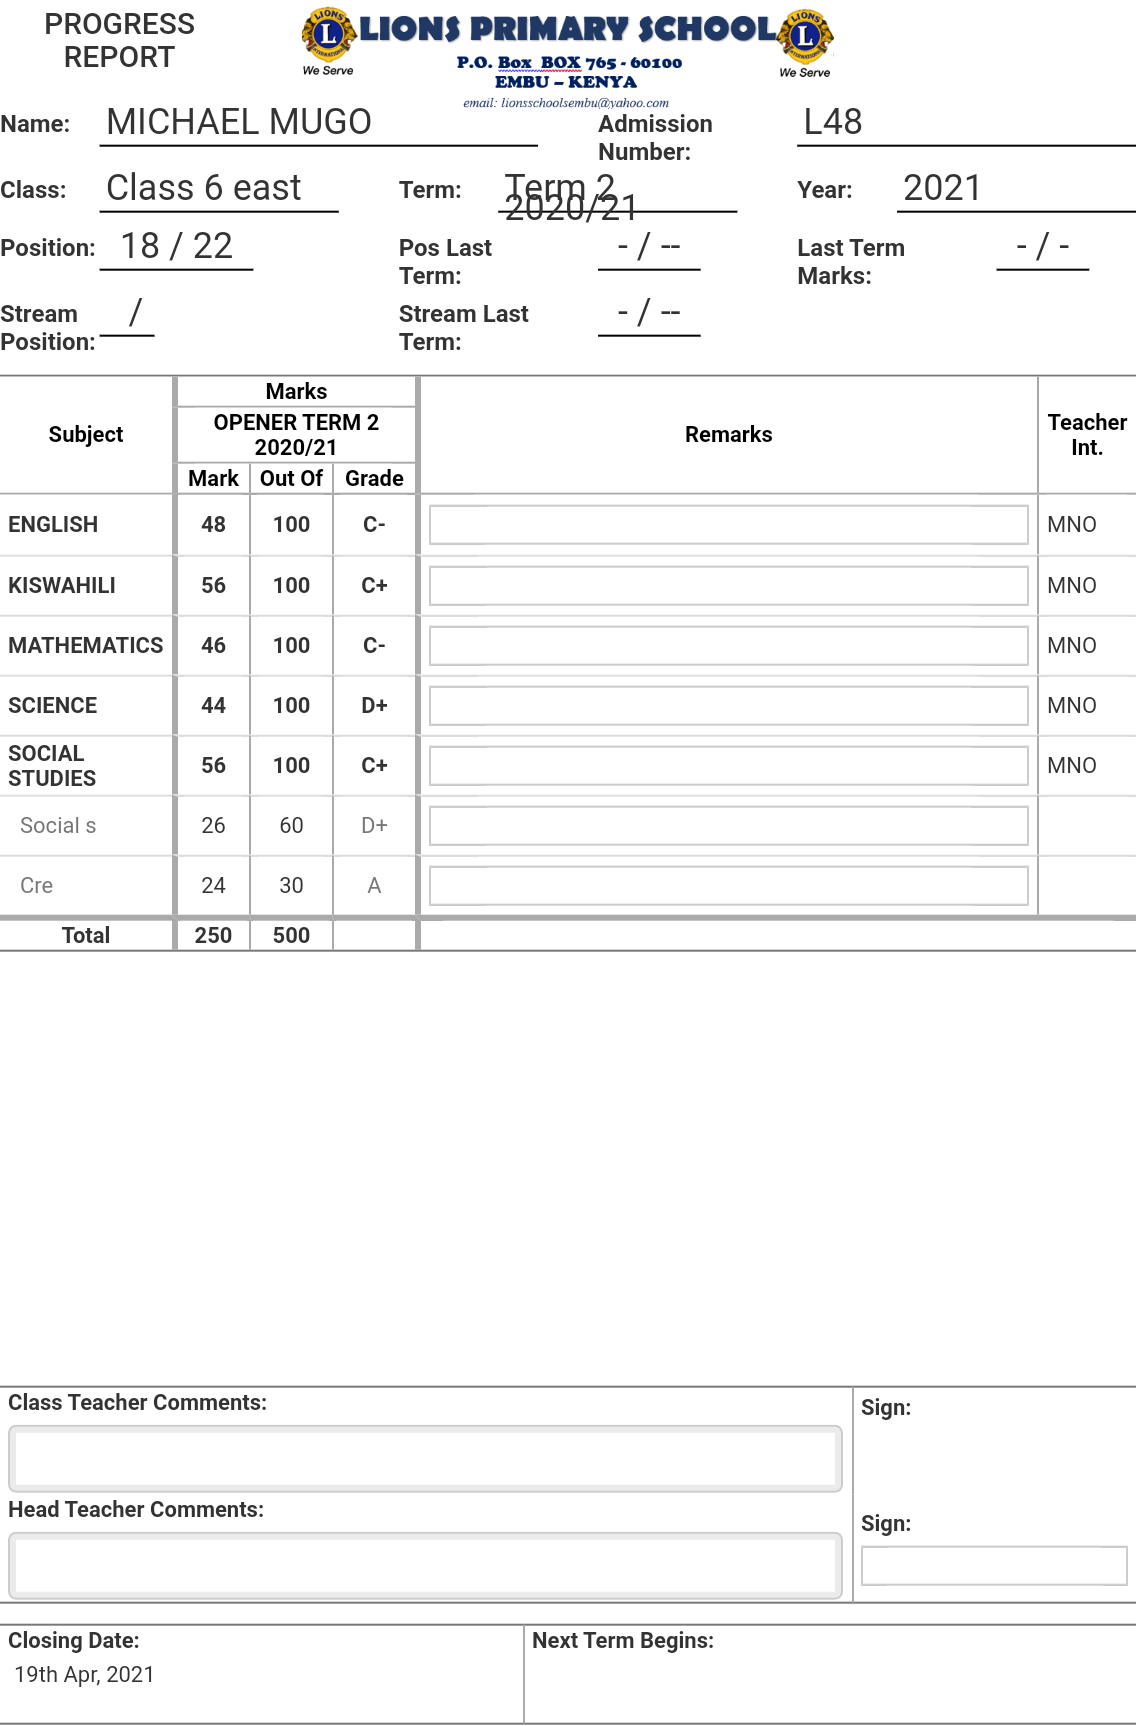 PROGRESS
REPORT
LIONS PRIMARY SCHOOL
We Serve
We Serve
P.O. Box BOX 765 - 60100
EMBU – KENYA
email: lionsschoolsembu@yahoo.com
Name: MICHAEL MUGO Admission Number: L48
Class: Class 6 east Term: Term 2 2020/21 Year: 2021
Position: 18 / 22 Pos Last Term: - / -- Last Term Marks: - / -
Stream Position: / Stream Last Term: - / --
Subject Marks Remarks Teacher Int.
OPENER TERM 2 2020/21
Mark Out Of Grade
ENGLISH 48 100 C- MNO
KISWAHILI 56 100 C+ MNO
MATHEMATICS 46 100 C- MNO
SCIENCE 44 100 D+ MNO
SOCIAL STUDIES 56 100 C+ MNO
Social s 26 60 D+
Cre 24 30 A
Total 250 500
Class Teacher Comments: Sign:
Head Teacher Comments: Sign:
Closing Date: Next Term Begins:
19th Apr, 2021